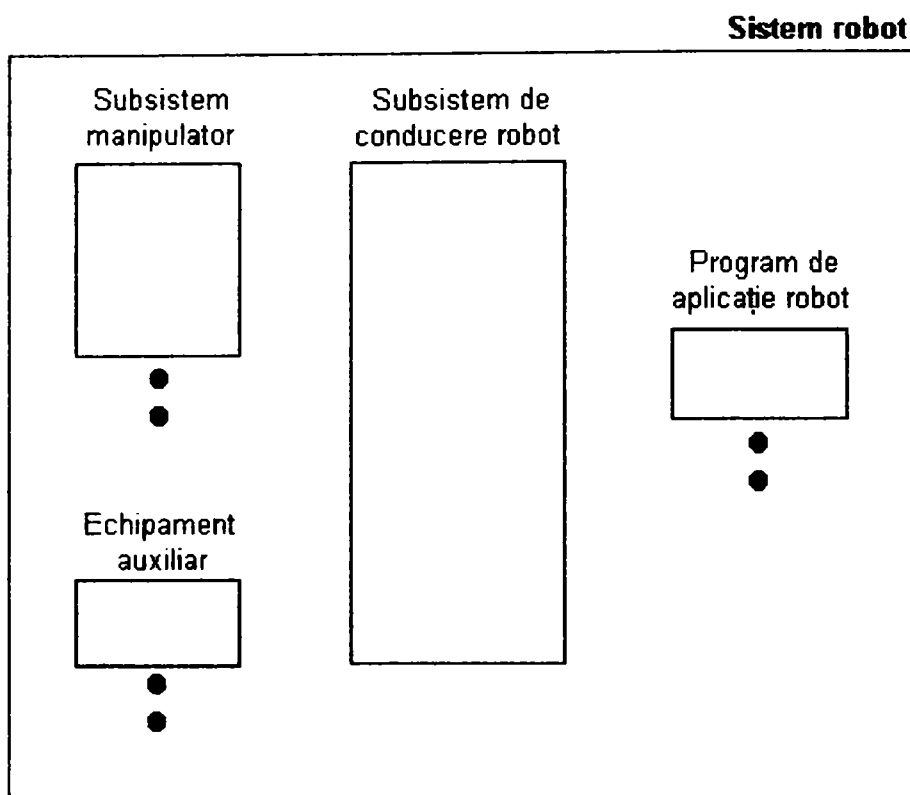 Sistem robot
Subsistem
manipulator
Subsistem de
conducere robot
Program de
aplicație robot
Echipament
auxiliar